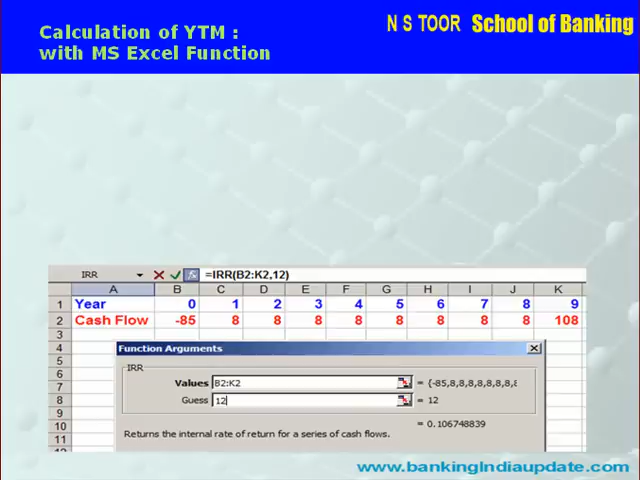 Calculation of YTM :
with MS Excel Function
N S TOOR School of Banking
IRR =IRR(B2:K2,12)
A B C D E F G H I J K
1 Year 0 1 2 3 4 5 6 7 8 9
2 Cash Flow -85 8 8 8 8 8 8 8 8 108
3
4 Function Arguments
5 IRR
6
7 Values B2:K2 = {-85,8,8,8,8,8,8,8,8
8 Guess 12 = 12
9
10 = 0.106748839
11 Returns the internal rate of return for a series of cash flows.
www.bankingindiaupdate.com